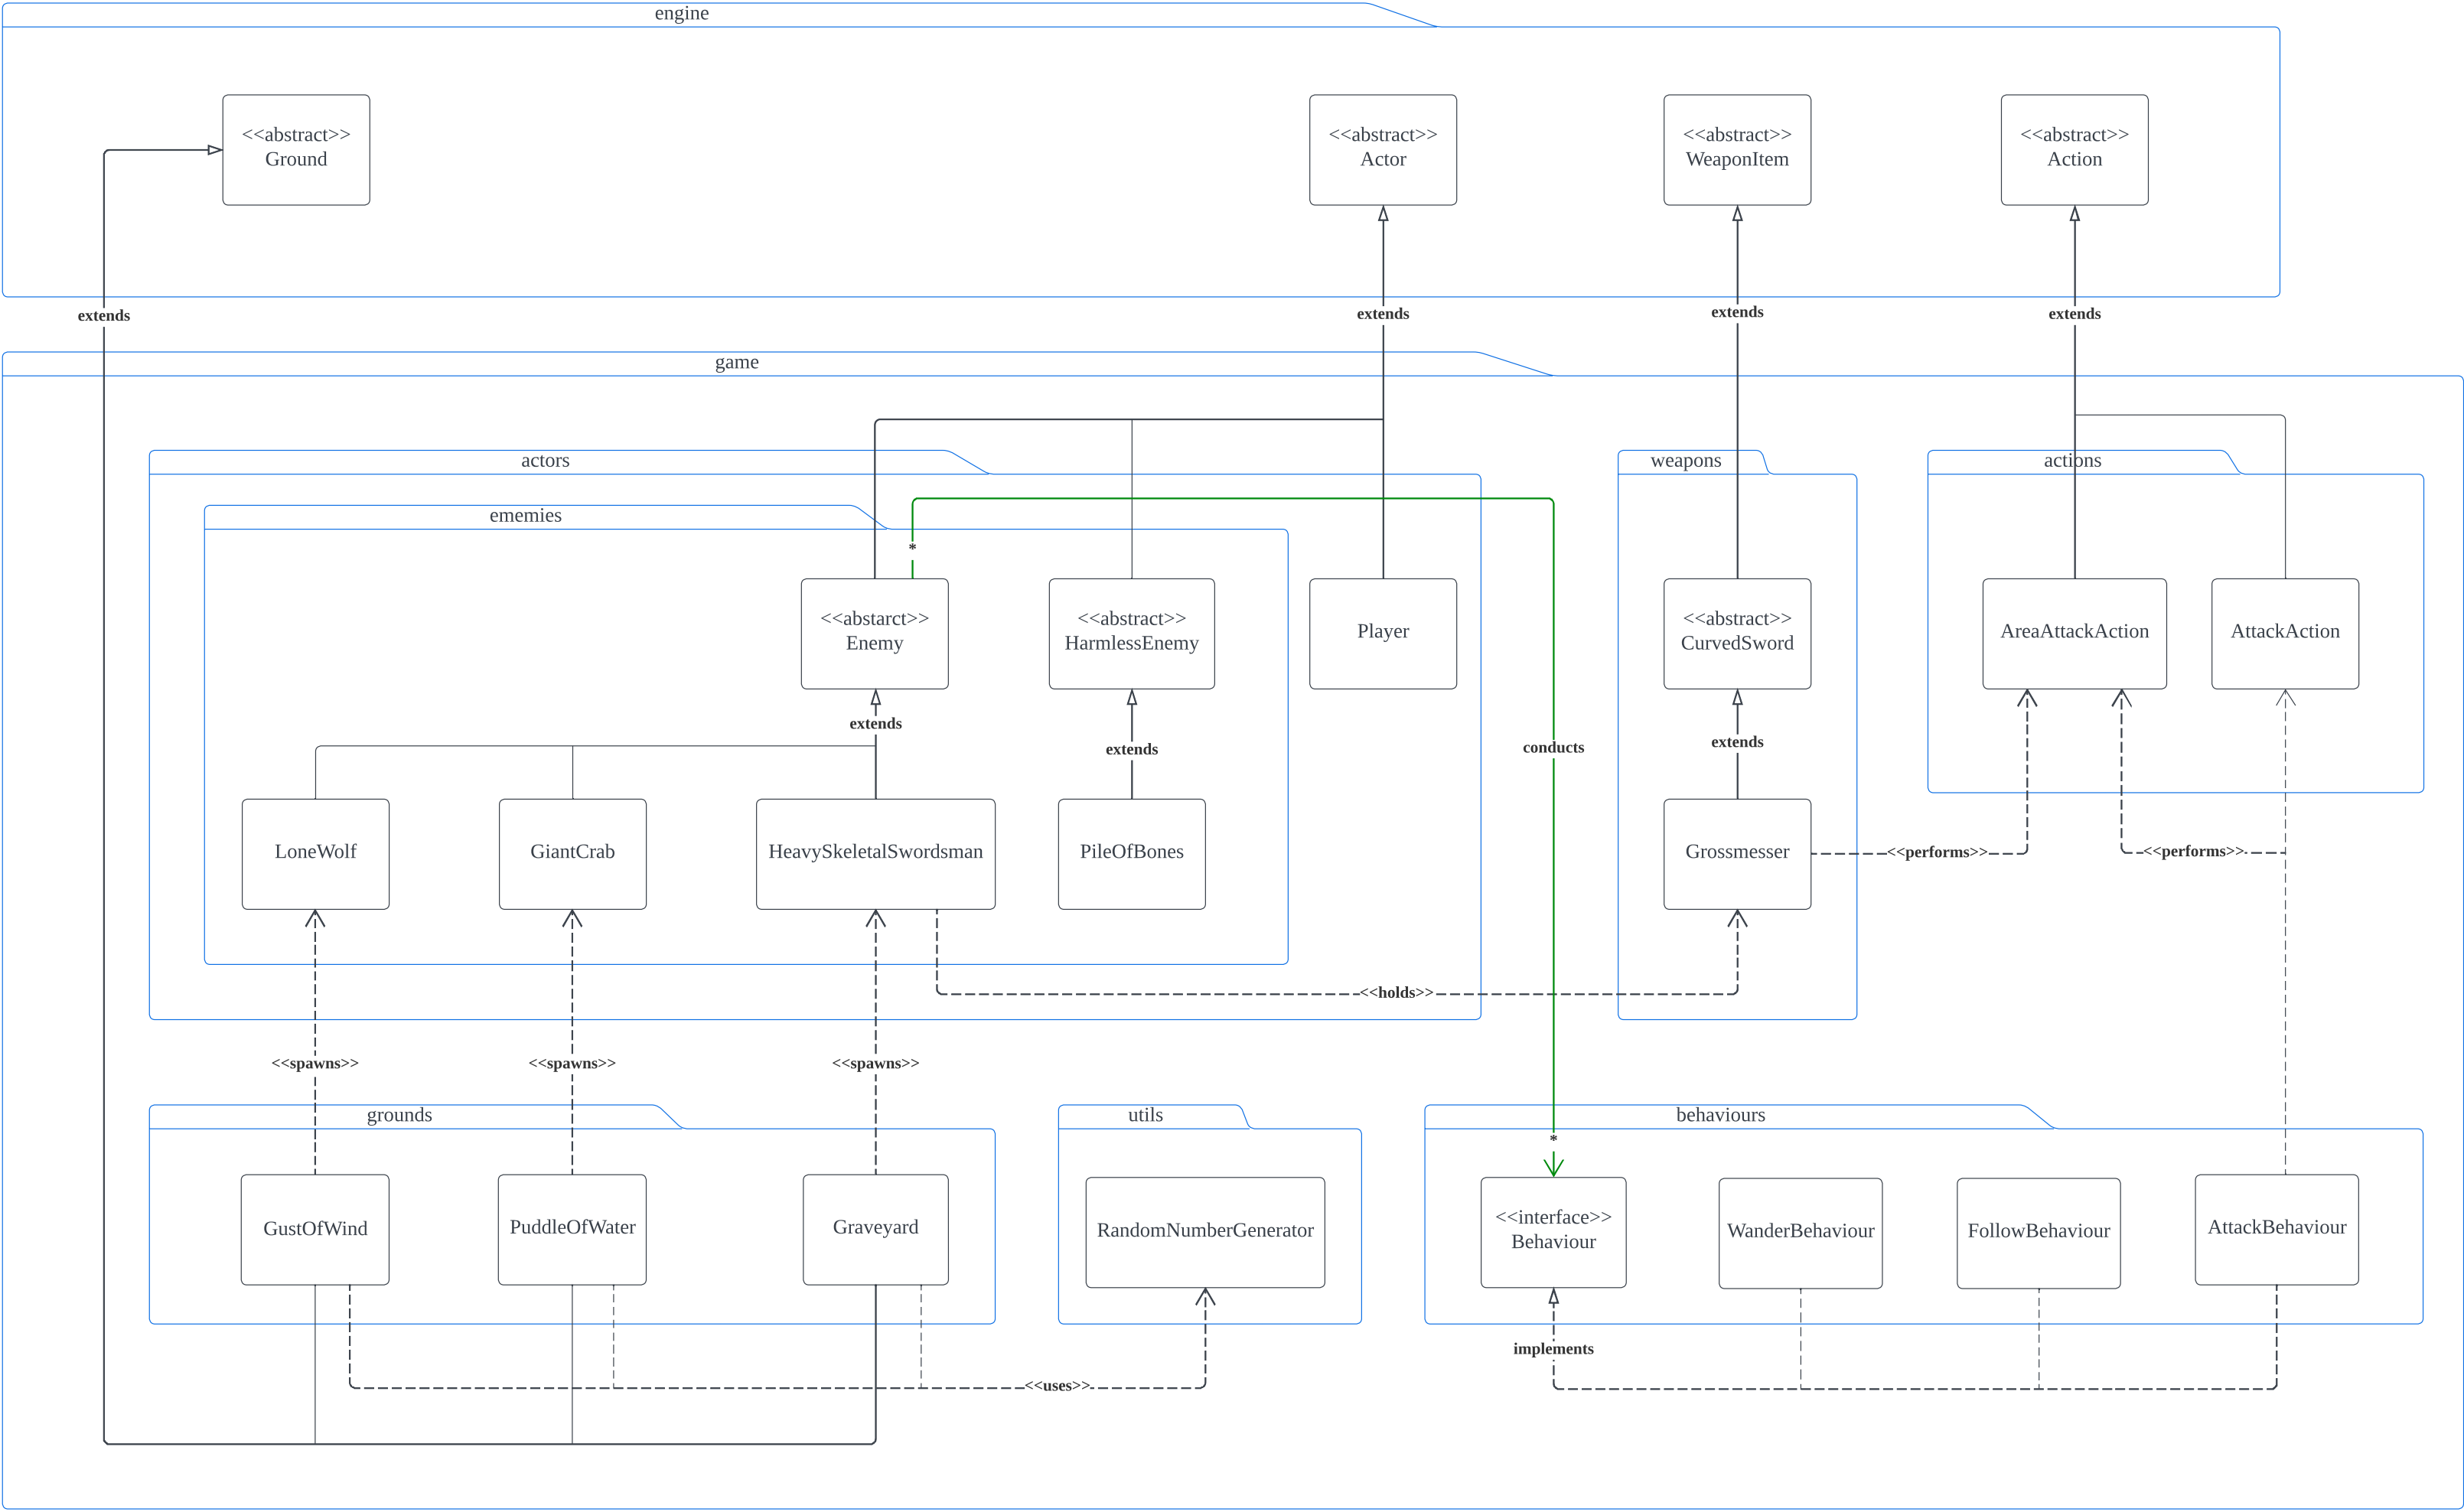 engine
<<abstract>>
Ground
<<abstract>>
Actor
<<abstract>>
WeaponItem
<<abstract>>
Action
extends
extends
extends
extends
game
actors
weapons
actions
ememies
*
<<abstarct>>
Enemy
<<abstract>>
HarmlessEnemy
Player
<<abstract>>
CurvedSword
AreaAttackAction
AttackAction
extends
extends
extends
conducts
LoneWolf
GiantCrab
HeavySkeletalSwordsman
PileOfBones
Grossmesser
<<performs>>
<<performs>>
<<holds>>
<<spawns>>
<<spawns>>
<<spawns>>
grounds
utils
behaviours
*
GustOfWind
PuddleOfWater
Graveyard
RandomNumberGenerator
<<interface>>
Behaviour
WanderBehaviour
FollowBehaviour
AttackBehaviour
implements
<<uses>>